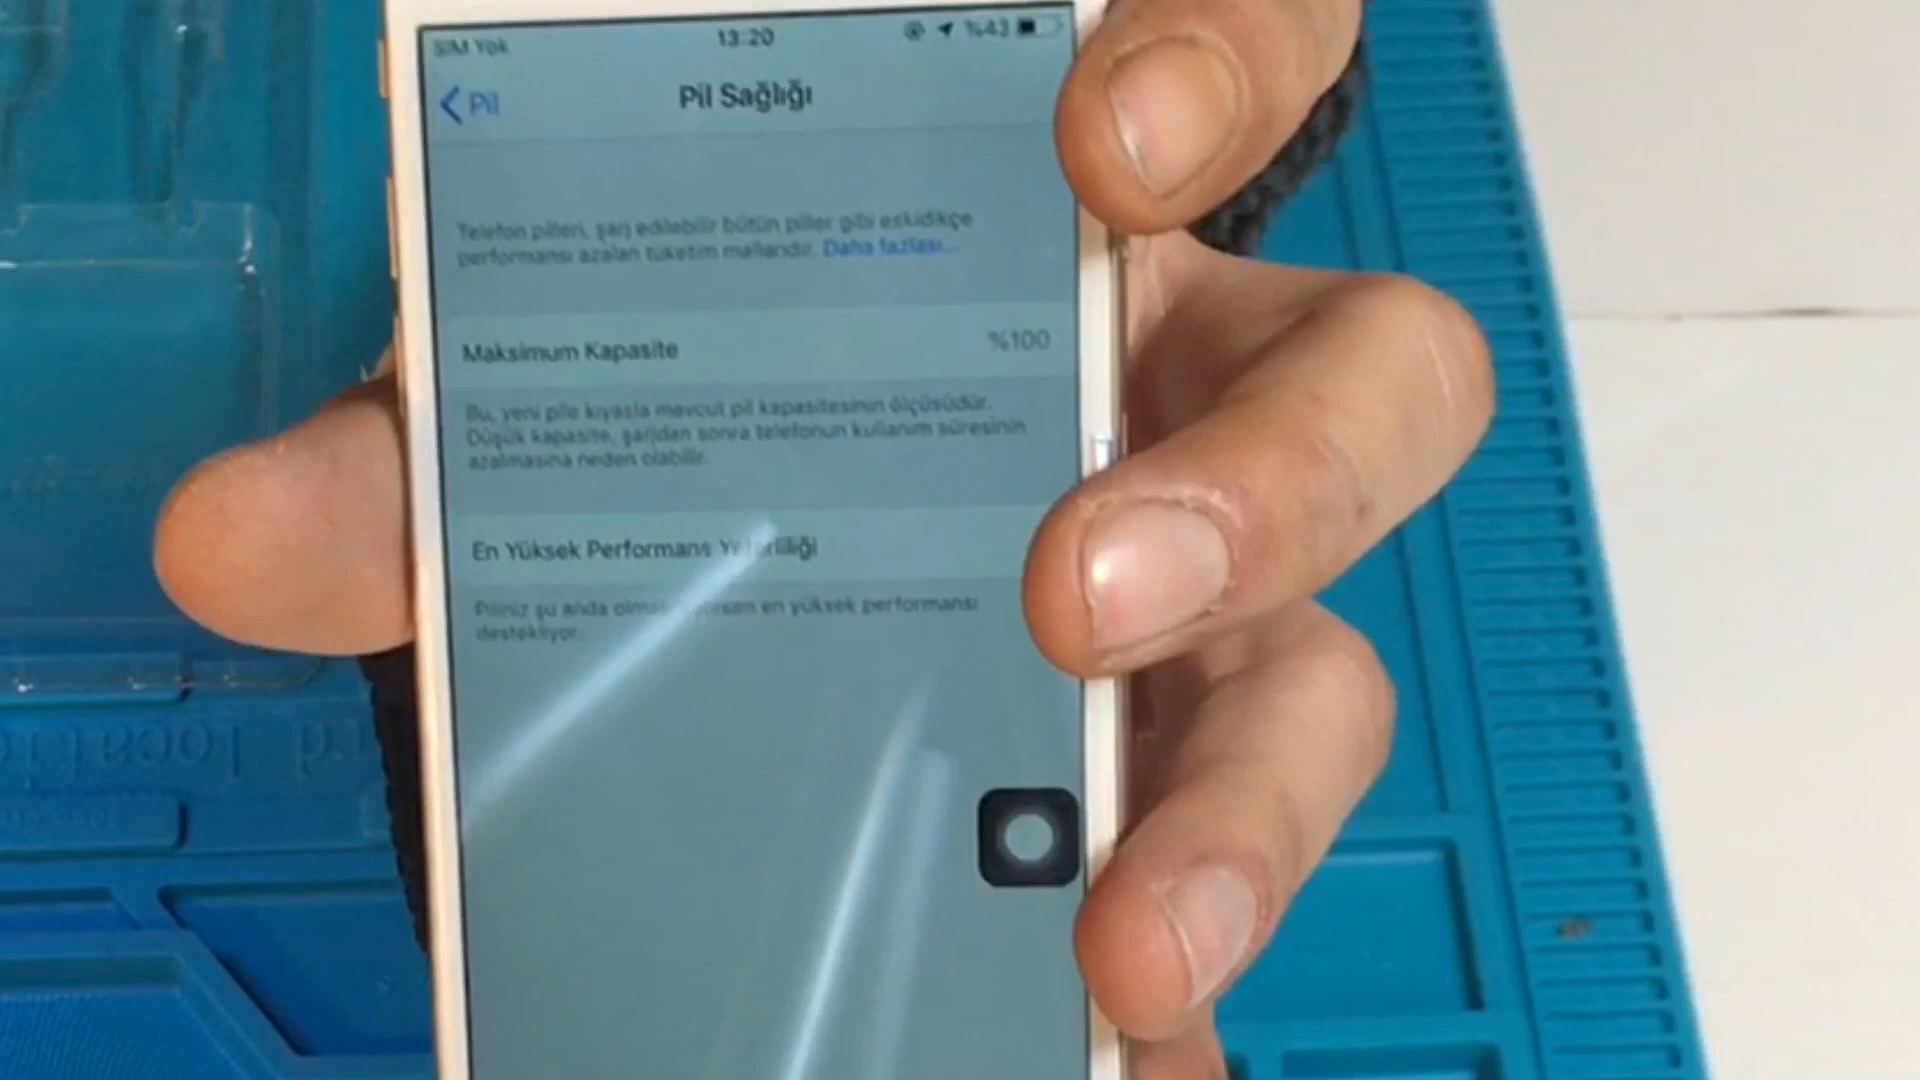 SIM Yok 13:20 %43
Pil Pil Sağlığı
Telefon pilleri, şarj edilebilir bütün piller gibi eskidikçe
performansı azalan tüketim mallarıdır. Daha fazlası...
Maksimum Kapasite %100
Bu, yeni pile kıyasla mevcut pil kapasitesinin ölçüsüdür.
Düşük kapasite, şarjdan sonra telefonun kullanım süresinin
azalmasına neden olabilir.
En Yüksek Performans
Piliniz şu anda en yüksek performansı
destekliyor.